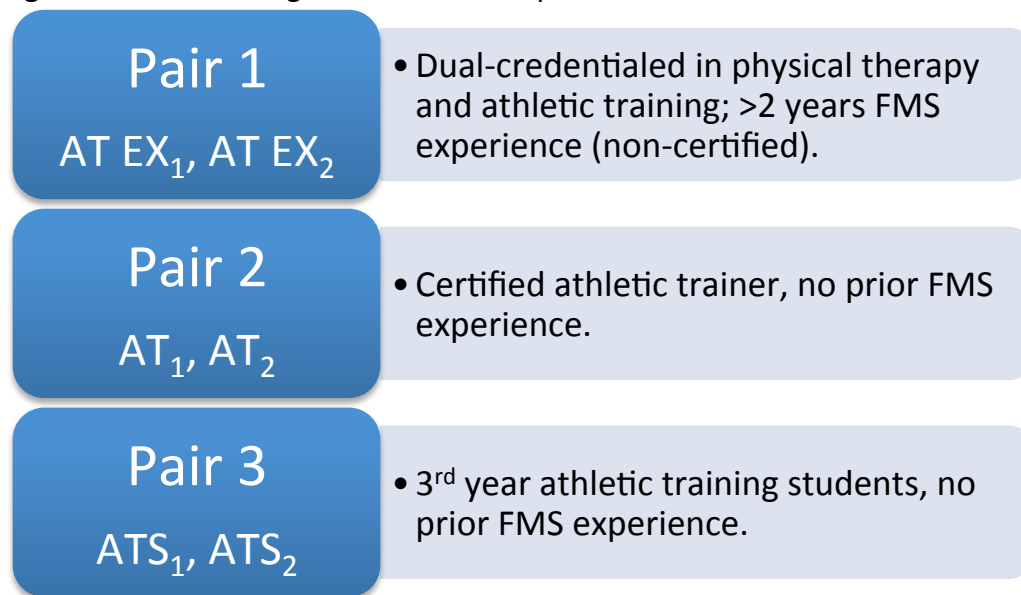 Pair 1
AT EX₁, AT EX₂
• Dual-credentialed in physical therapy
and athletic training; >2 years FMS
experience (non-certified).
Pair 2
AT₁, AT₂
• Certified athletic trainer, no prior FMS
experience.
Pair 3
ATS₁, ATS₂
• 3ʳᵈ year athletic training students, no
prior FMS experience.